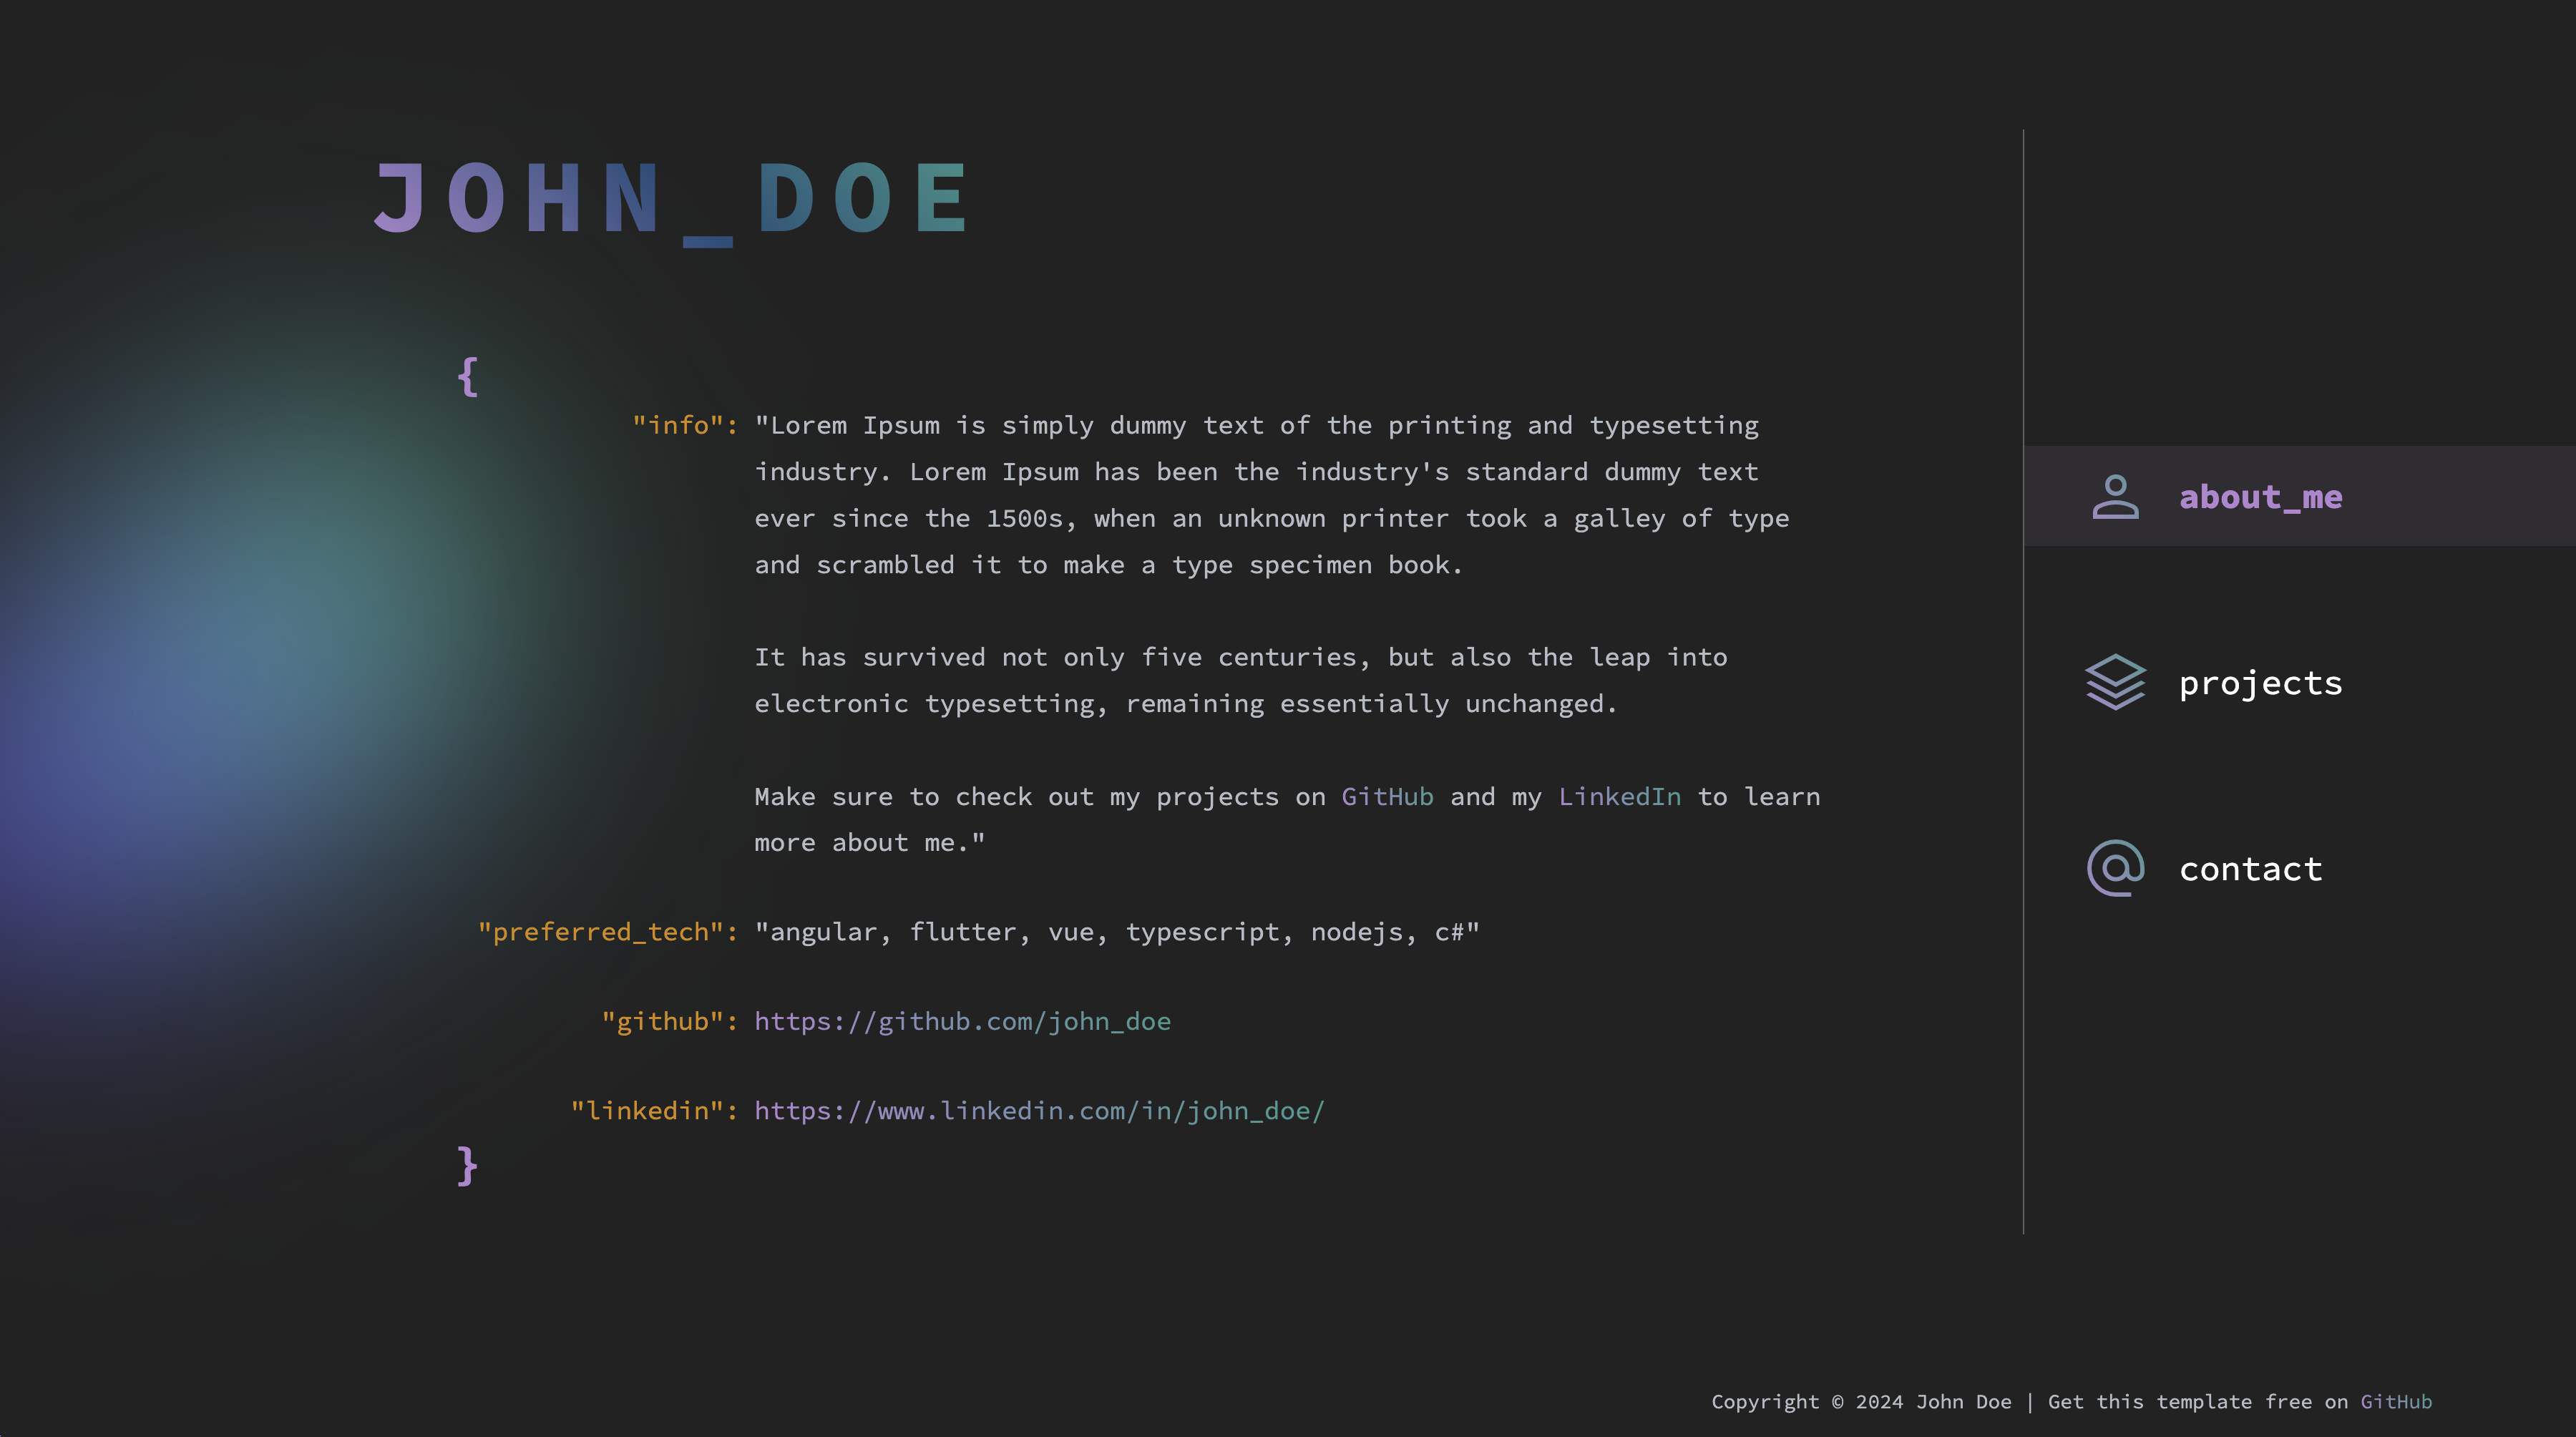 JOHN_DOE
{
"info": "Lorem Ipsum is simply dummy text of the printing and typesetting
industry. Lorem Ipsum has been the industry's standard dummy text
ever since the 1500s, when an unknown printer took a galley of type
and scrambled it to make a type specimen book.
It has survived not only five centuries, but also the leap into
electronic typesetting, remaining essentially unchanged.
Make sure to check out my projects on GitHub and my LinkedIn to learn
more about me."
"preferred_tech": "angular, flutter, vue, typescript, nodejs, c#"
"github": https://github.com/john_doe
"linkedin": https://www.linkedin.com/in/john_doe/
}
about_me
projects
contact
Copyright © 2024 John Doe | Get this template free on GitHub